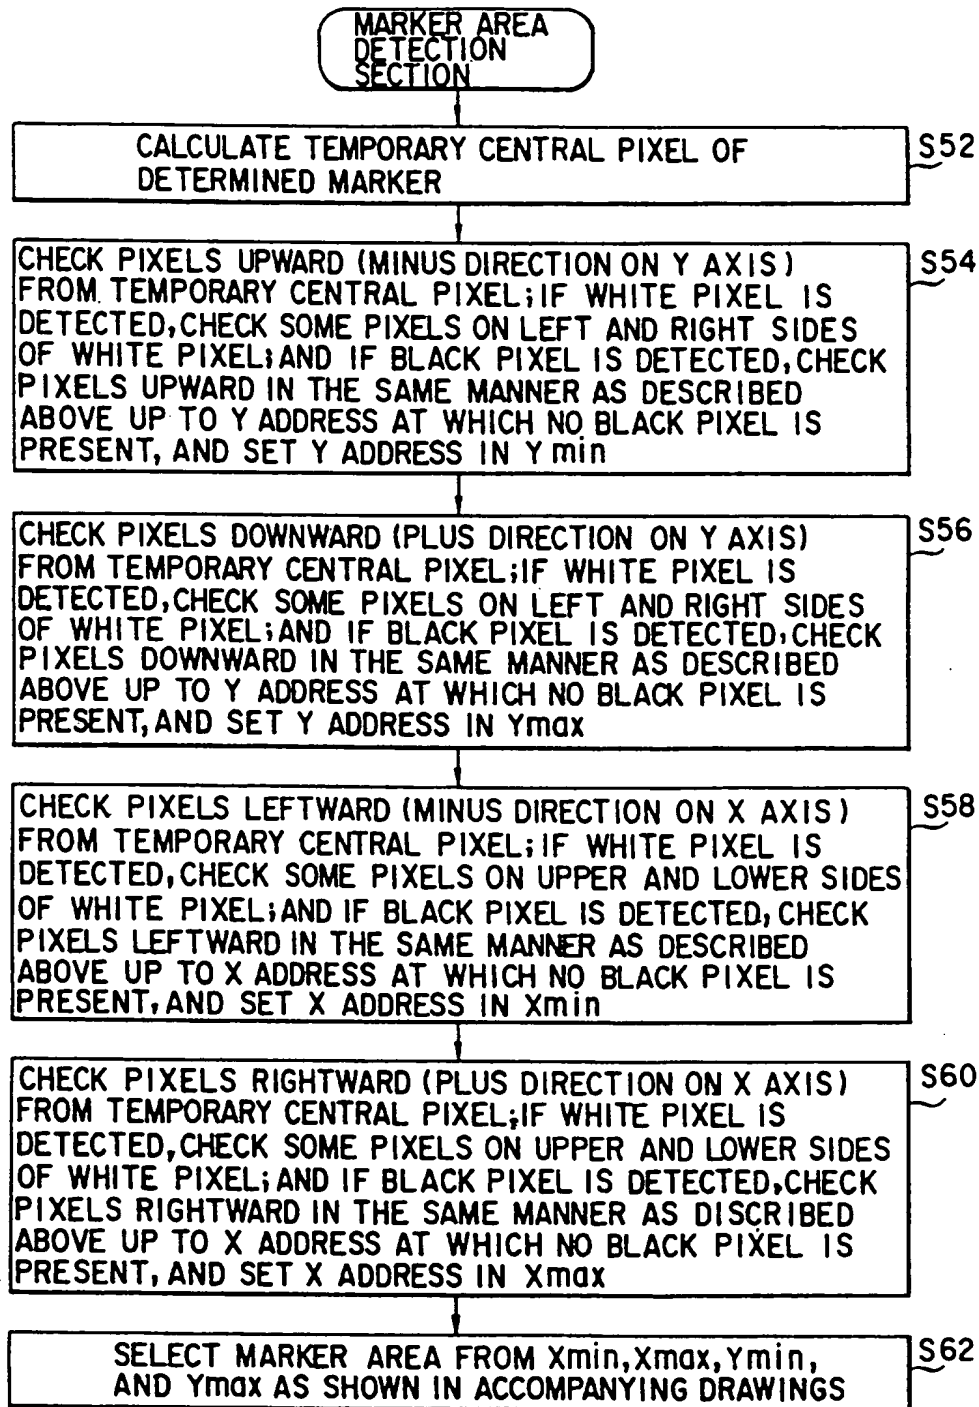 MARKER AREA
DETECTION
SECTION
CALCULATE TEMPORARY CENTRAL PIXEL OF
DETERMINED MARKER
S52
CHECK PIXELS UPWARD (MINUS DIRECTION ON Y AXIS)
FROM TEMPORARY CENTRAL PIXEL; IF WHITE PIXEL IS
DETECTED, CHECK SOME PIXELS ON LEFT AND RIGHT SIDES
OF WHITE PIXEL; AND IF BLACK PIXEL IS DETECTED, CHECK
PIXELS UPWARD IN THE SAME MANNER AS DESCRIBED
ABOVE UP TO Y ADDRESS AT WHICH NO BLACK PIXEL IS
PRESENT, AND SET Y ADDRESS IN Y min
S54
CHECK PIXELS DOWNWARD (PLUS DIRECTION ON Y AXIS)
FROM TEMPORARY CENTRAL PIXEL; IF WHITE PIXEL IS
DETECTED, CHECK SOME PIXELS ON LEFT AND RIGHT SIDES
OF WHITE PIXEL; AND IF BLACK PIXEL IS DETECTED, CHECK
PIXELS DOWNWARD IN THE SAME MANNER AS DESCRIBED
ABOVE UP TO Y ADDRESS AT WHICH NO BLACK PIXEL IS
PRESENT, AND SET Y ADDRESS IN Ymax
S56
CHECK PIXELS LEFTWARD (MINUS DIRECTION ON X AXIS)
FROM TEMPORARY CENTRAL PIXEL; IF WHITE PIXEL IS
DETECTED, CHECK SOME PIXELS ON UPPER AND LOWER SIDES
OF WHITE PIXEL; AND IF BLACK PIXEL IS DETECTED, CHECK
PIXELS LEFTWARD IN THE SAME MANNER AS DESCRIBED
ABOVE UP TO X ADDRESS AT WHICH NO BLACK PIXEL IS
PRESENT, AND SET X ADDRESS IN Xmin
S58
CHECK PIXELS RIGHTWARD (PLUS DIRECTION ON X AXIS)
FROM TEMPORARY CENTRAL PIXEL; IF WHITE PIXEL IS
DETECTED, CHECK SOME PIXELS ON UPPER AND LOWER SIDES
OF WHITE PIXEL; AND IF BLACK PIXEL IS DETECTED, CHECK
PIXELS RIGHTWARD IN THE SAME MANNER AS DISCRIBED
ABOVE UP TO X ADDRESS AT WHICH NO BLACK PIXEL IS
PRESENT, AND SET X ADDRESS IN Xmax
S60
SELECT MARKER AREA FROM Xmin, Xmax, Ymin,
AND Ymax AS SHOWN IN ACCOMPANYING DRAWINGS
S62